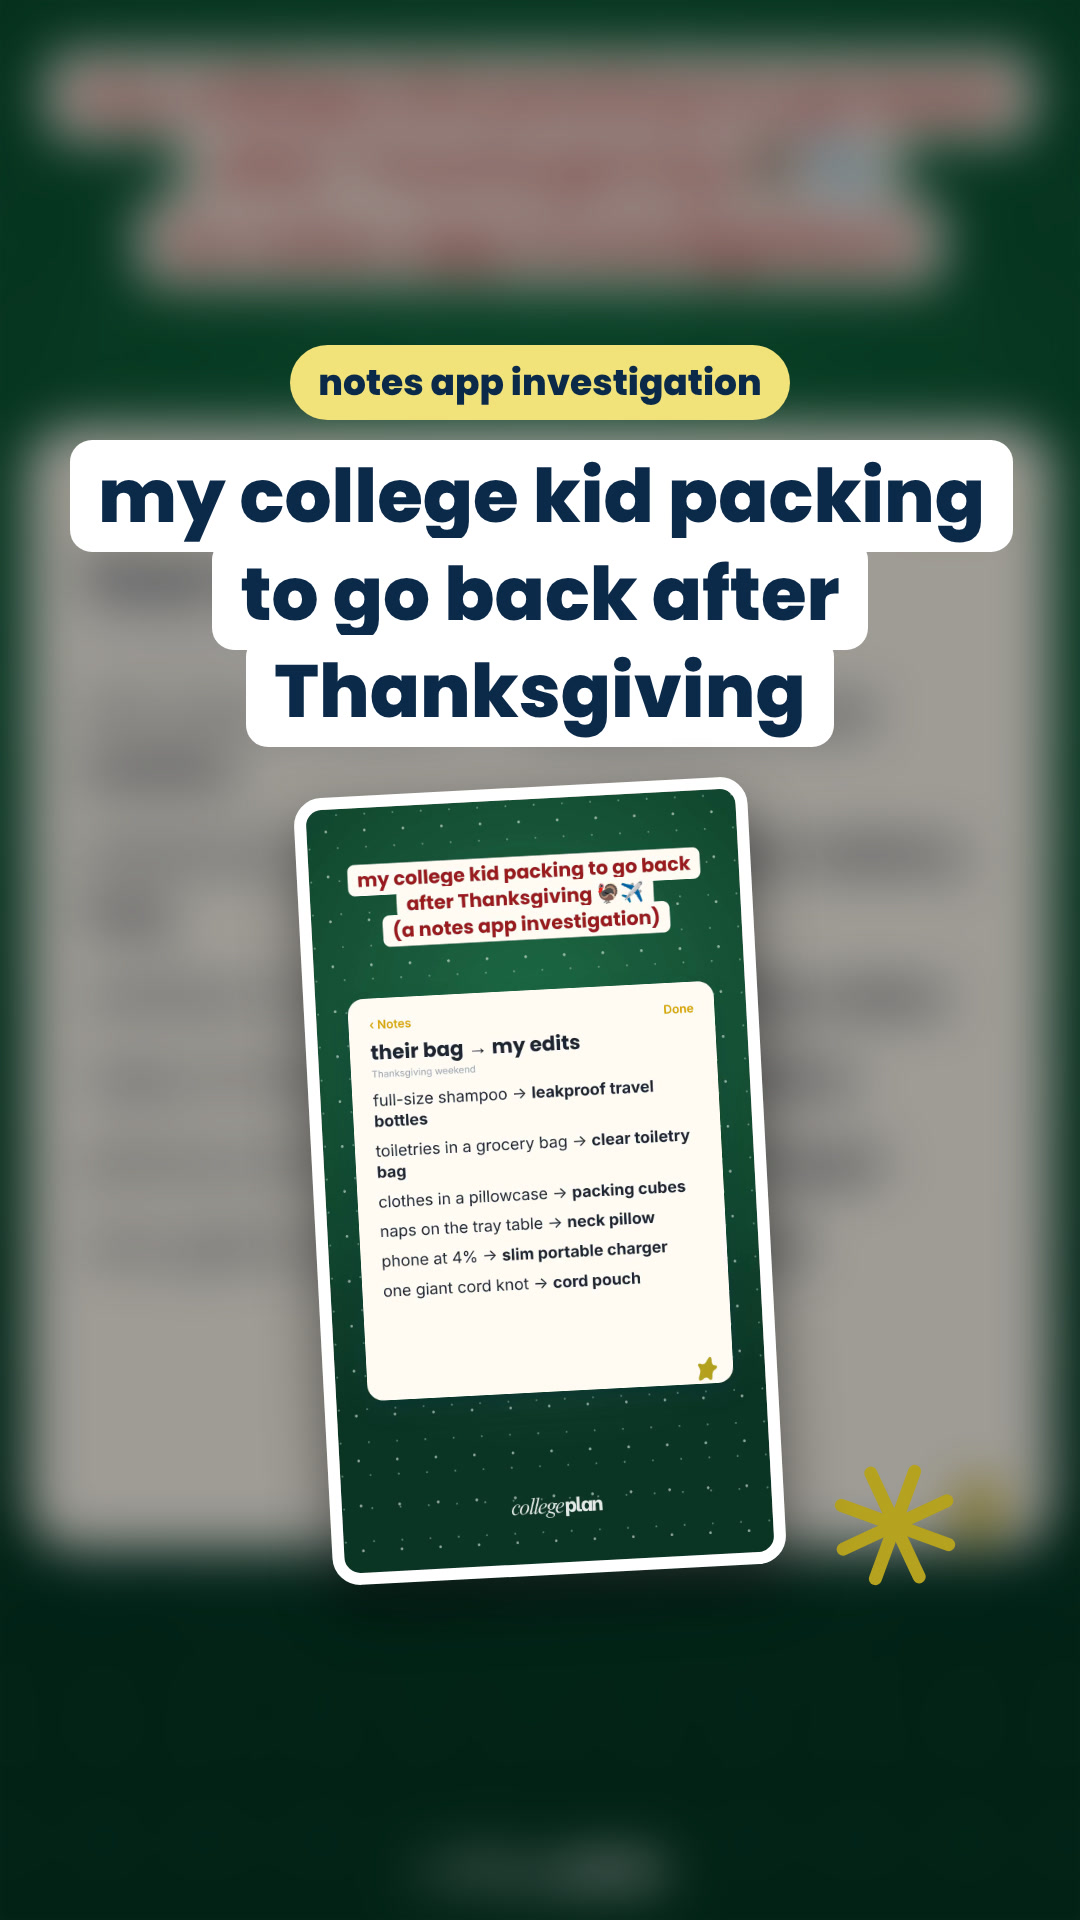 notes app investigation
my college kid packing
to go back after
Thanksgiving
my college kid packing to go back
after Thanksgiving 🦃✈️
(a notes app investigation)
‹ Notes
Done
their bag → my edits
Thanksgiving weekend
full-size shampoo → leakproof travel
bottles
toiletries in a grocery bag → clear toiletry
bag
clothes in a pillowcase → packing cubes
naps on the tray table → neck pillow
phone at 4% → slim portable charger
one giant cord knot → cord pouch
collegeplan